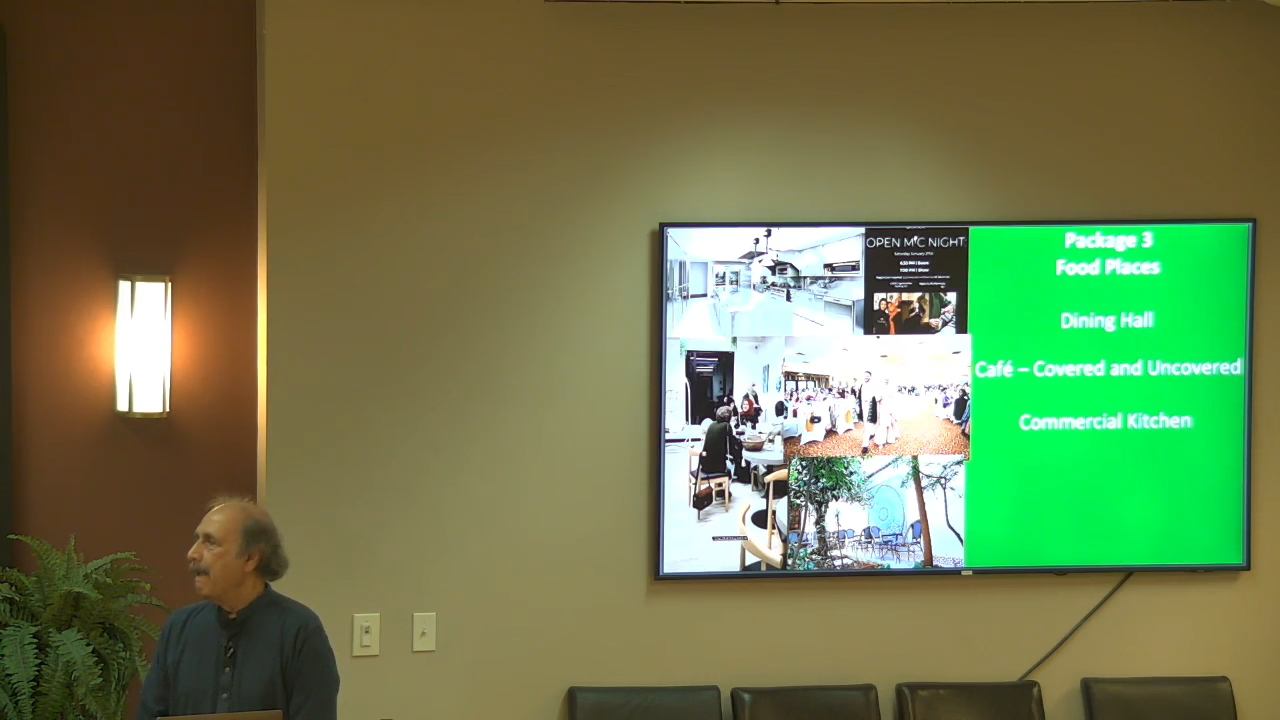 OPEN MIC NIGHT
Package 3
Food Places
Dining Hall
Café – Covered and Uncovered
Commercial Kitchen